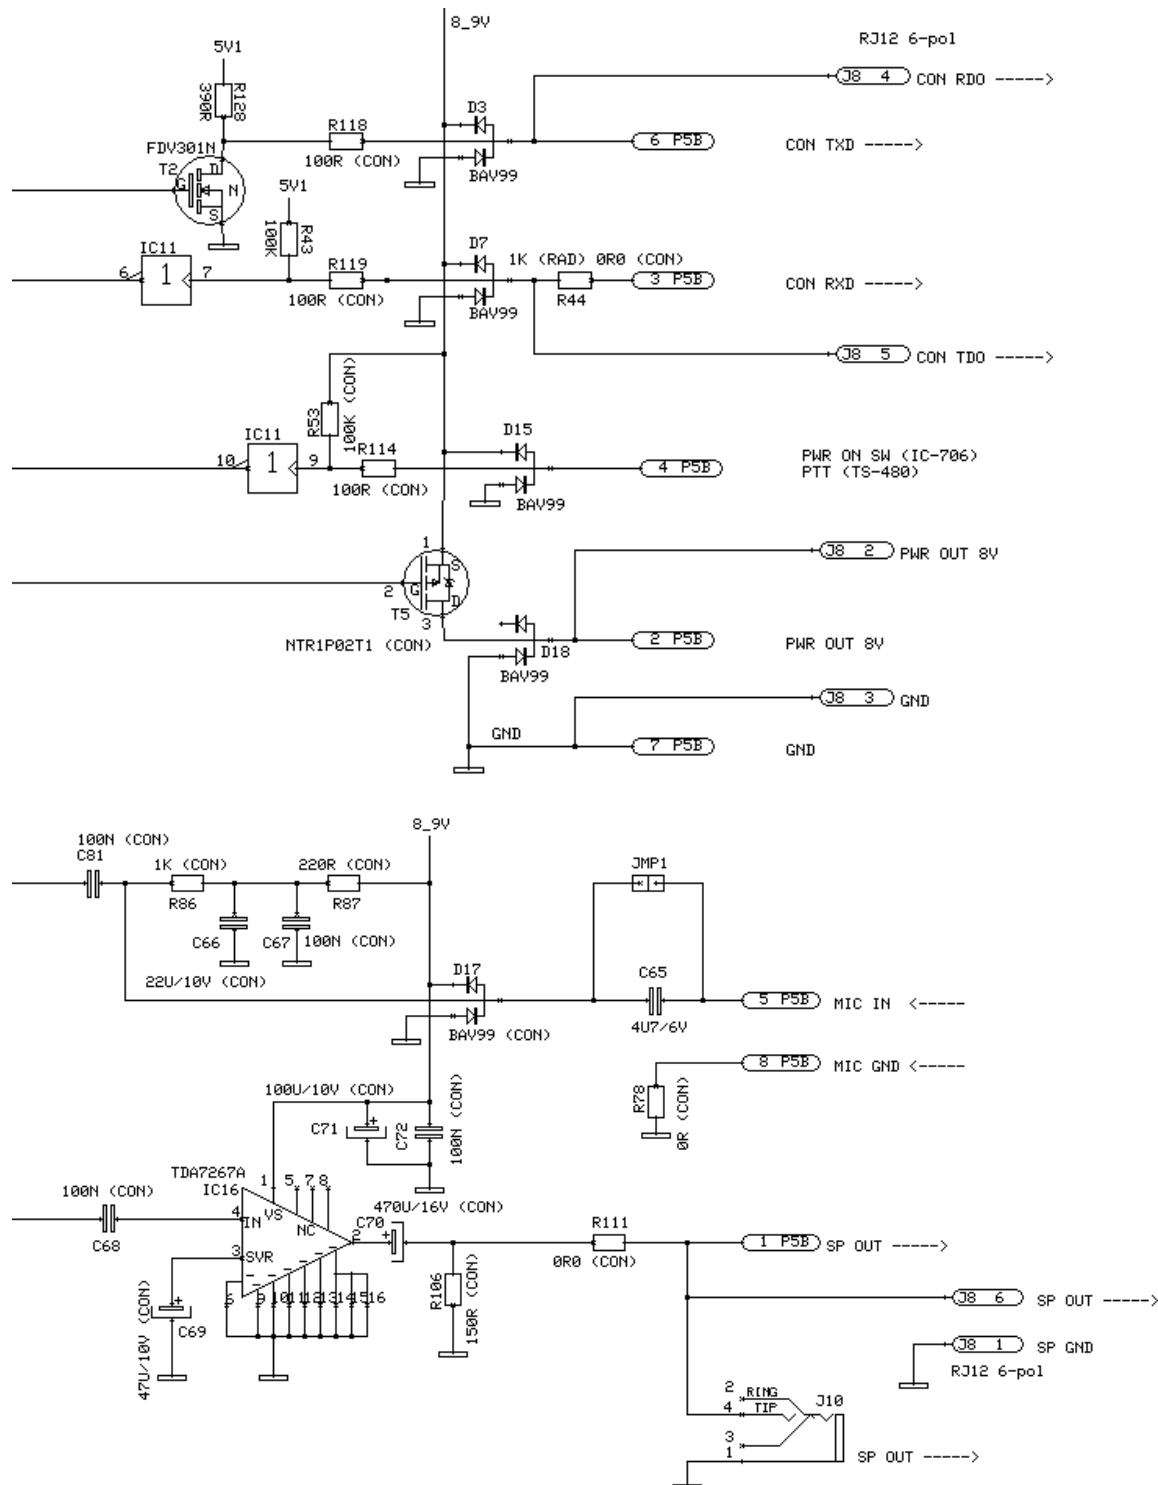 8_9V
RJ12 6-pol
5V1
J8 4 CON RDO ----->
R128
390R
D3
R118
6 P5B
CON TXD ----->
FDV301N
100R (CON)
BAV99
T2
D
G
N
S
5V1
R43
100K
IC11
D7
6
1
7
R119
1K (RAD) 0R0 (CON)
3 P5B
CON RXD ----->
100R (CON)
R44
BAV99
J8 5 CON TDO ----->
R53
100K (CON)
IC11
D15
R114
10
1
9
4 P5B
PWR ON SW (IC-706)
PTT (TS-480)
100R (CON)
BAV99
1
S
J8 2 PWR OUT 8V
2
G
D
T5
3
NTR1P02T1 (CON)
D18
2 P5B
PWR OUT 8V
BAV99
J8 3 GND
GND
7 P5B
GND
8_9V
100N (CON)
C81
1K (CON)
220R (CON)
JMP1
R86
R87
C66
C67
100N (CON)
22U/10V (CON)
D17
C65
5 P5B MIC IN <-----
BAV99 (CON)
4U7/6V
8 P5B MIC GND <-----
R78
0R (CON)
100U/10V (CON)
C71
C72
100N (CON)
TDA7267A
IC16
1
5
7
8
100N (CON)
VS
NC
470U/16V (CON)
C70
R111
4
IN
2
C68
3
SVR
0R0 (CON)
1 P5B SP OUT ----->
R106
150R (CON)
6
9
10
11
12
13
14
15
16
J8 6 SP OUT ----->
47U/10V (CON)
C69
J8 1 SP GND
RJ12 6-pol
2
RING
4
TIP
J10
3
1
SP OUT ----->